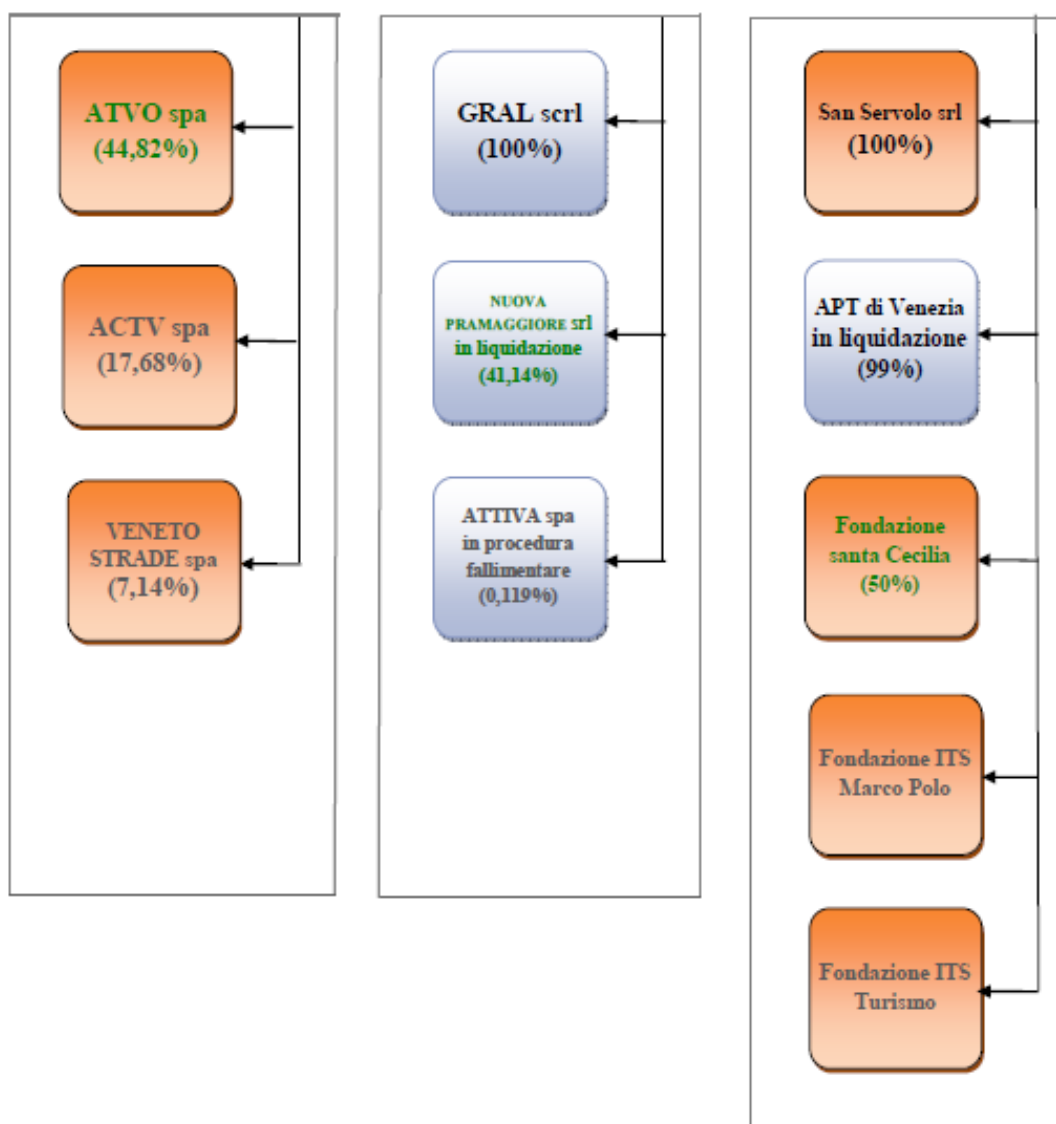 ATVO spa
(44,82%)
ACTV spa
(17,68%)
VENETO
STRADE spa
(7,14%)
GRAL scrl
(100%)
NUOVA
PRAMAGGIORE srl
in liquidazione
(41,14%)
ATTIVA spa
in procedura
fallimentare
(0,119%)
San Servolo srl
(100%)
APT di Venezia
in liquidazione
(99%)
Fondazione
santa Cecilia
(50%)
Fondazione ITS
Marco Polo
Fondazione ITS
Turismo